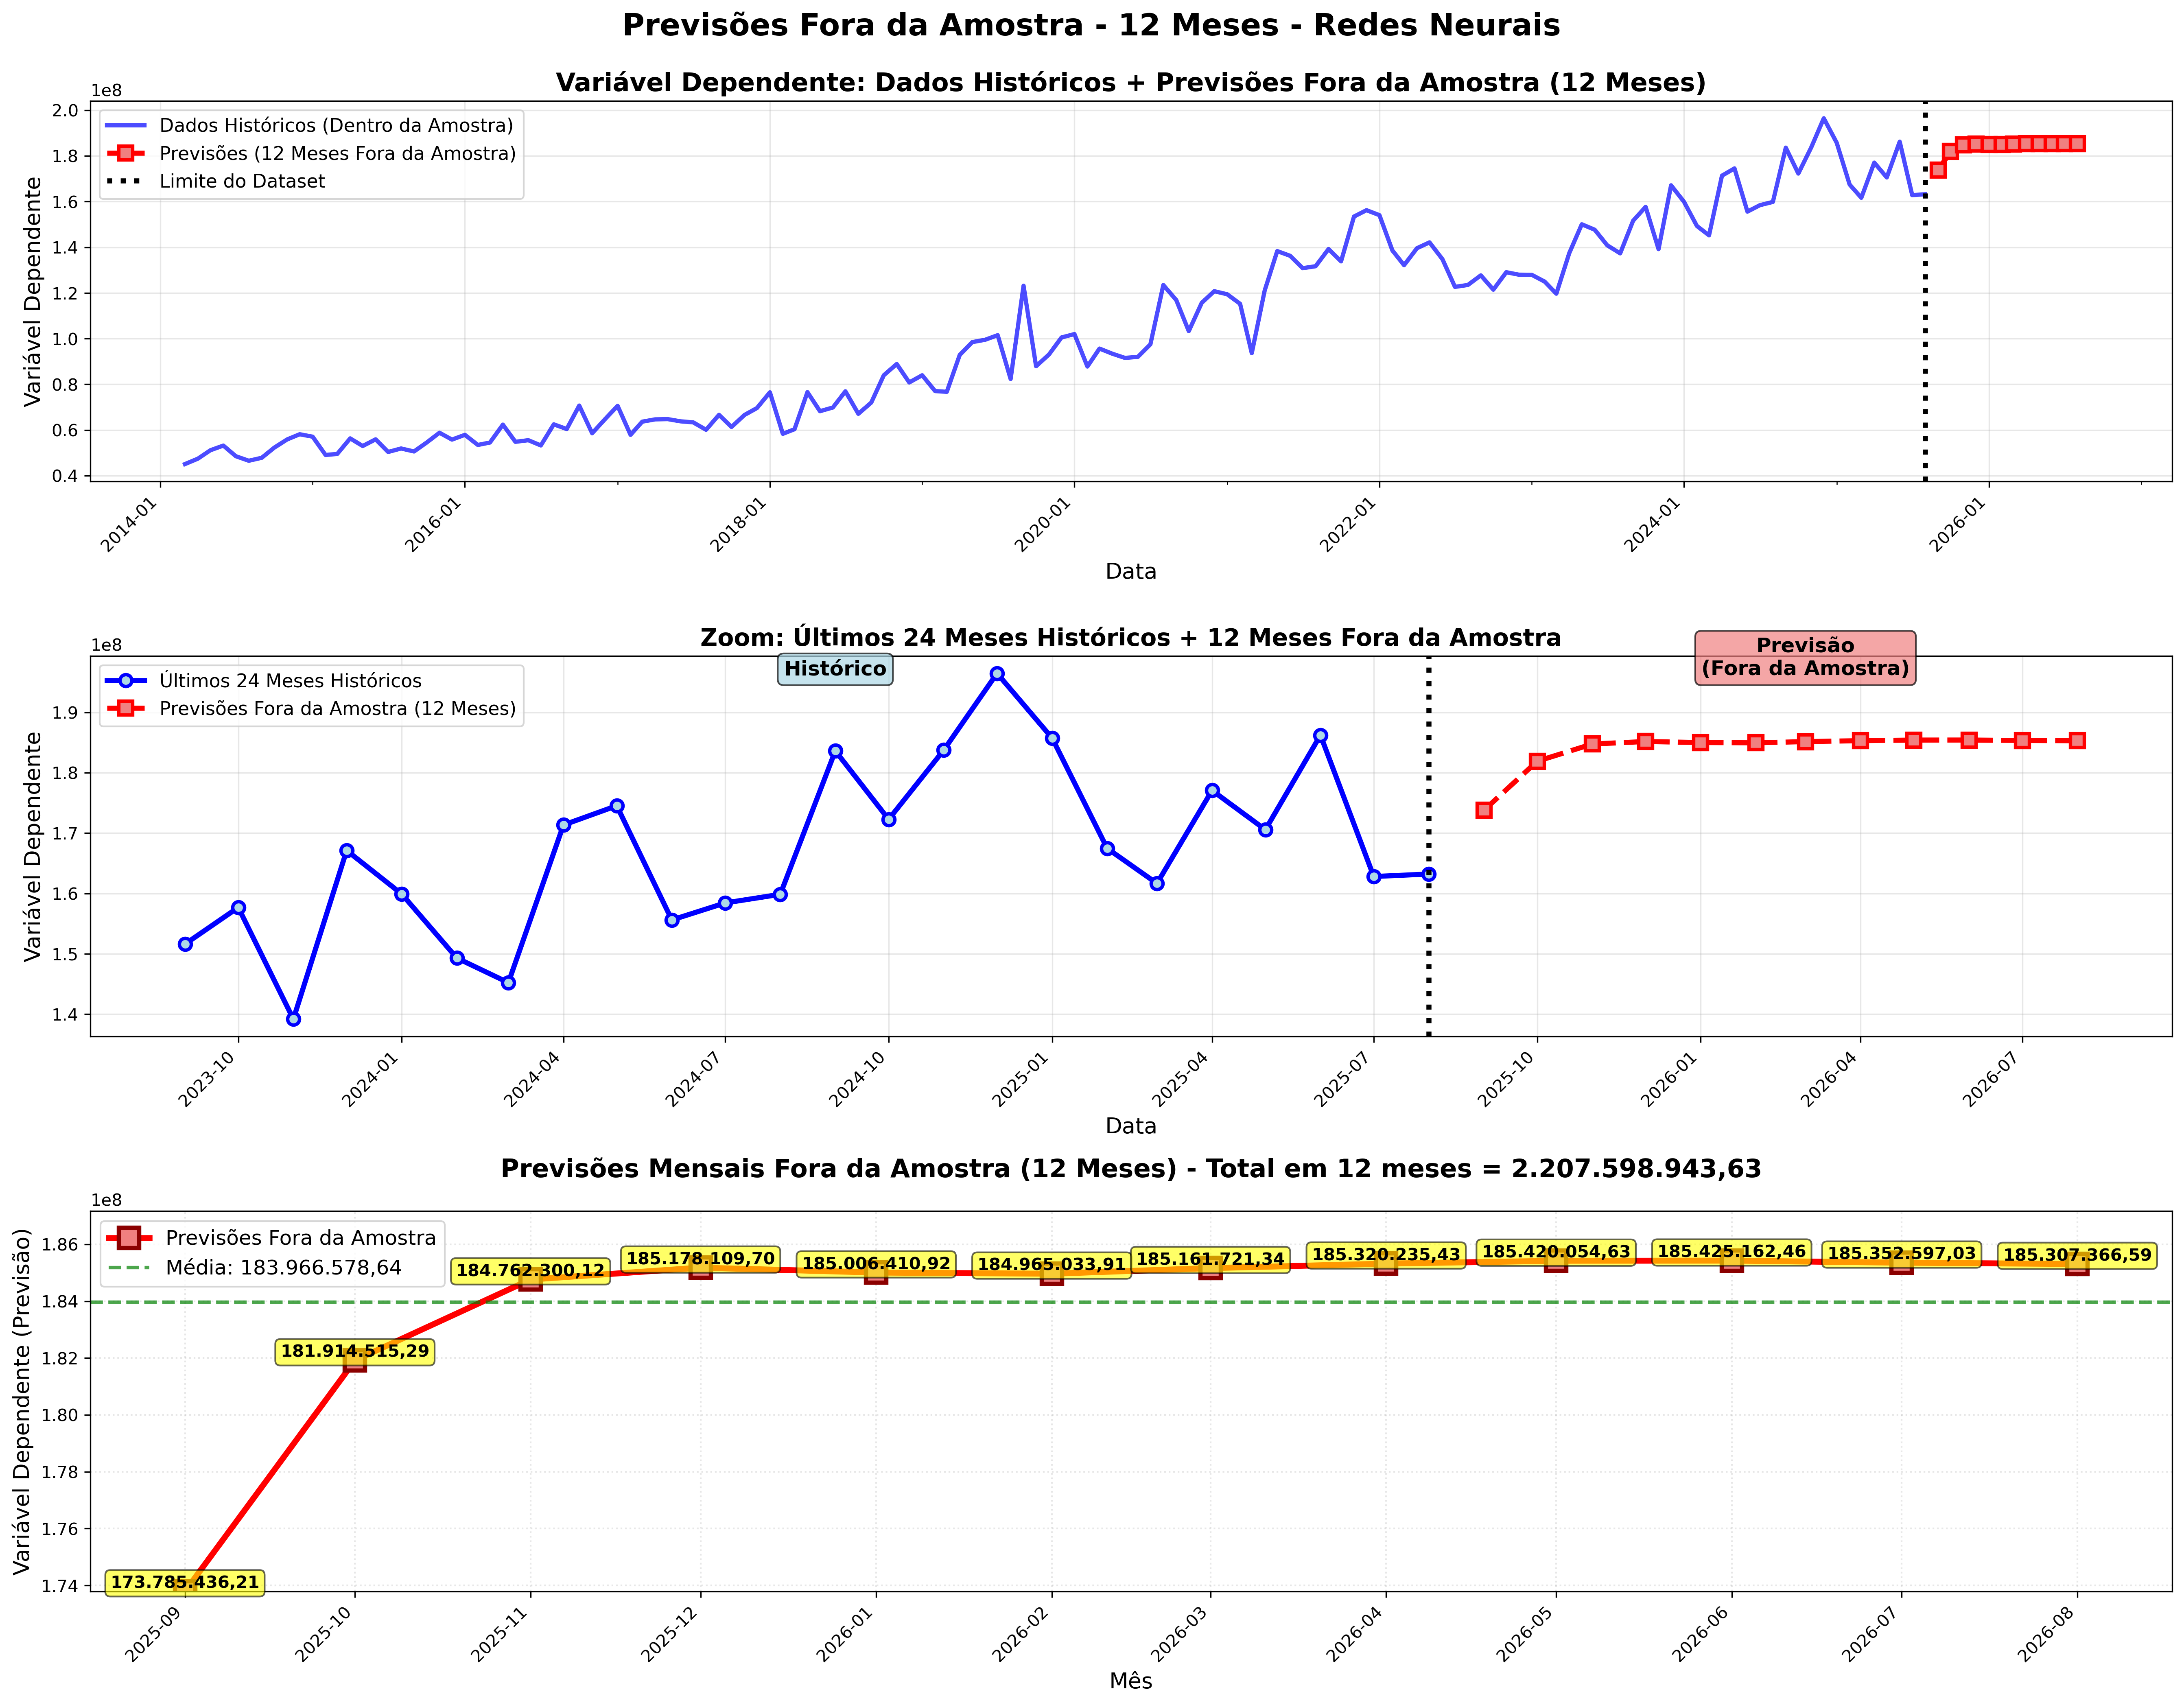 Previsões Fora da Amostra - 12 Meses - Redes Neurais
Variável Dependente: Dados Históricos + Previsões Fora da Amostra (12 Meses)
1e8
Dados Históricos (Dentro da Amostra)
Previsões (12 Meses Fora da Amostra)
Limite do Dataset
Variável Dependente
2.0
1.8
1.6
1.4
1.2
1.0
0.8
0.6
0.4
2014-01
2016-01
2018-01
2020-01
2022-01
2024-01
2026-01
Data
Zoom: Últimos 24 Meses Históricos + 12 Meses Fora da Amostra
1e8
Últimos 24 Meses Históricos
Previsões Fora da Amostra (12 Meses)
Histórico
Previsão
(Fora da Amostra)
Variável Dependente
1.9
1.8
1.7
1.6
1.5
1.4
2023-10
2024-01
2024-04
2024-07
2024-10
2025-01
2025-04
2025-07
2025-10
2026-01
2026-04
2026-07
Data
Previsões Mensais Fora da Amostra (12 Meses) - Total em 12 meses = 2.207.598.943,63
1e8
Previsões Fora da Amostra
Média: 183.966.578,64
Variável Dependente (Previsão)
1.86
1.84
1.82
1.80
1.78
1.76
1.74
173.785.436,21
181.914.515,29
184.762.300,12
185.178.109,70
185.006.410,92
184.965.033,91
185.161.721,34
185.320.235,43
185.420.054,63
185.425.162,46
185.352.597,03
185.307.366,59
2025-09
2025-10
2025-11
2025-12
2026-01
2026-02
2026-03
2026-04
2026-05
2026-06
2026-07
2026-08
Mês